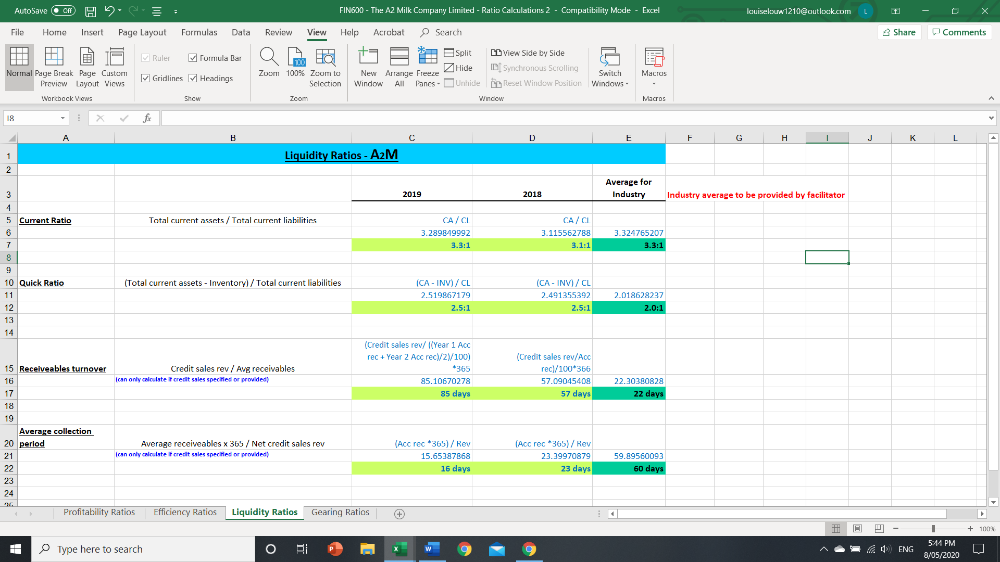 AutoSave Off FIN600 - The A2 Milk Company Limited - Ratio Calculations 2 - Compatibility Mode - Excel louiselouw1210@outlook.com L
File Home Insert Page Layout Formulas Data Review View Help Acrobat Search Share Comments
Normal Page Break Preview Page Layout Custom Views
Workbook Views
Ruler Formula Bar
Gridlines Headings
Show
Zoom 100 100% Zoom to Selection
Zoom
New Window Arrange All Freeze Panes
Split
Hide
Unhide
View Side by Side
Synchronous Scrolling
Reset Window Position
Switch Windows
Window
Macros
Macros
I8 fx
A B C D E F G H I J K L
1 Liquidity Ratios - A2M
2
Average for
3 2019 2018 Industry Industry average to be provided by facilitator
4
5 Current Ratio Total current assets / Total current liabilities CA / CL CA / CL
6 3.289849992 3.115562788 3.324765207
7 3.3:1 3.1:1 3.3:1
8
9
10 Quick Ratio (Total current assets - Inventory) / Total current liabilities (CA - INV) / CL (CA - INV) / CL
11 2.519867179 2.491355392 2.018628237
12 2.5:1 2.5:1 2.0:1
13
14
(Credit sales rev/ ((Year 1 Acc
rec + Year 2 Acc rec)/2)/100) (Credit sales rev/Acc
15 Receiveables turnover Credit sales rev / Avg receivables *365 rec)/100*366
16 (can only calculate if credit sales specified or provided) 85.10670278 57.09045408 22.30380828
17 85 days 57 days 22 days
18
19
Average collection
20 period Average receiveables x 365 / Net credit sales rev (Acc rec *365) / Rev (Acc rec *365) / Rev
21 (can only calculate if credit sales specified or provided) 15.65387868 23.39970879 59.89560093
22 16 days 23 days 60 days
23
24
25
Profitability Ratios Efficiency Ratios Liquidity Ratios Gearing Ratios
100%
Type here to search P X W ENG 5:44 PM
8/05/2020